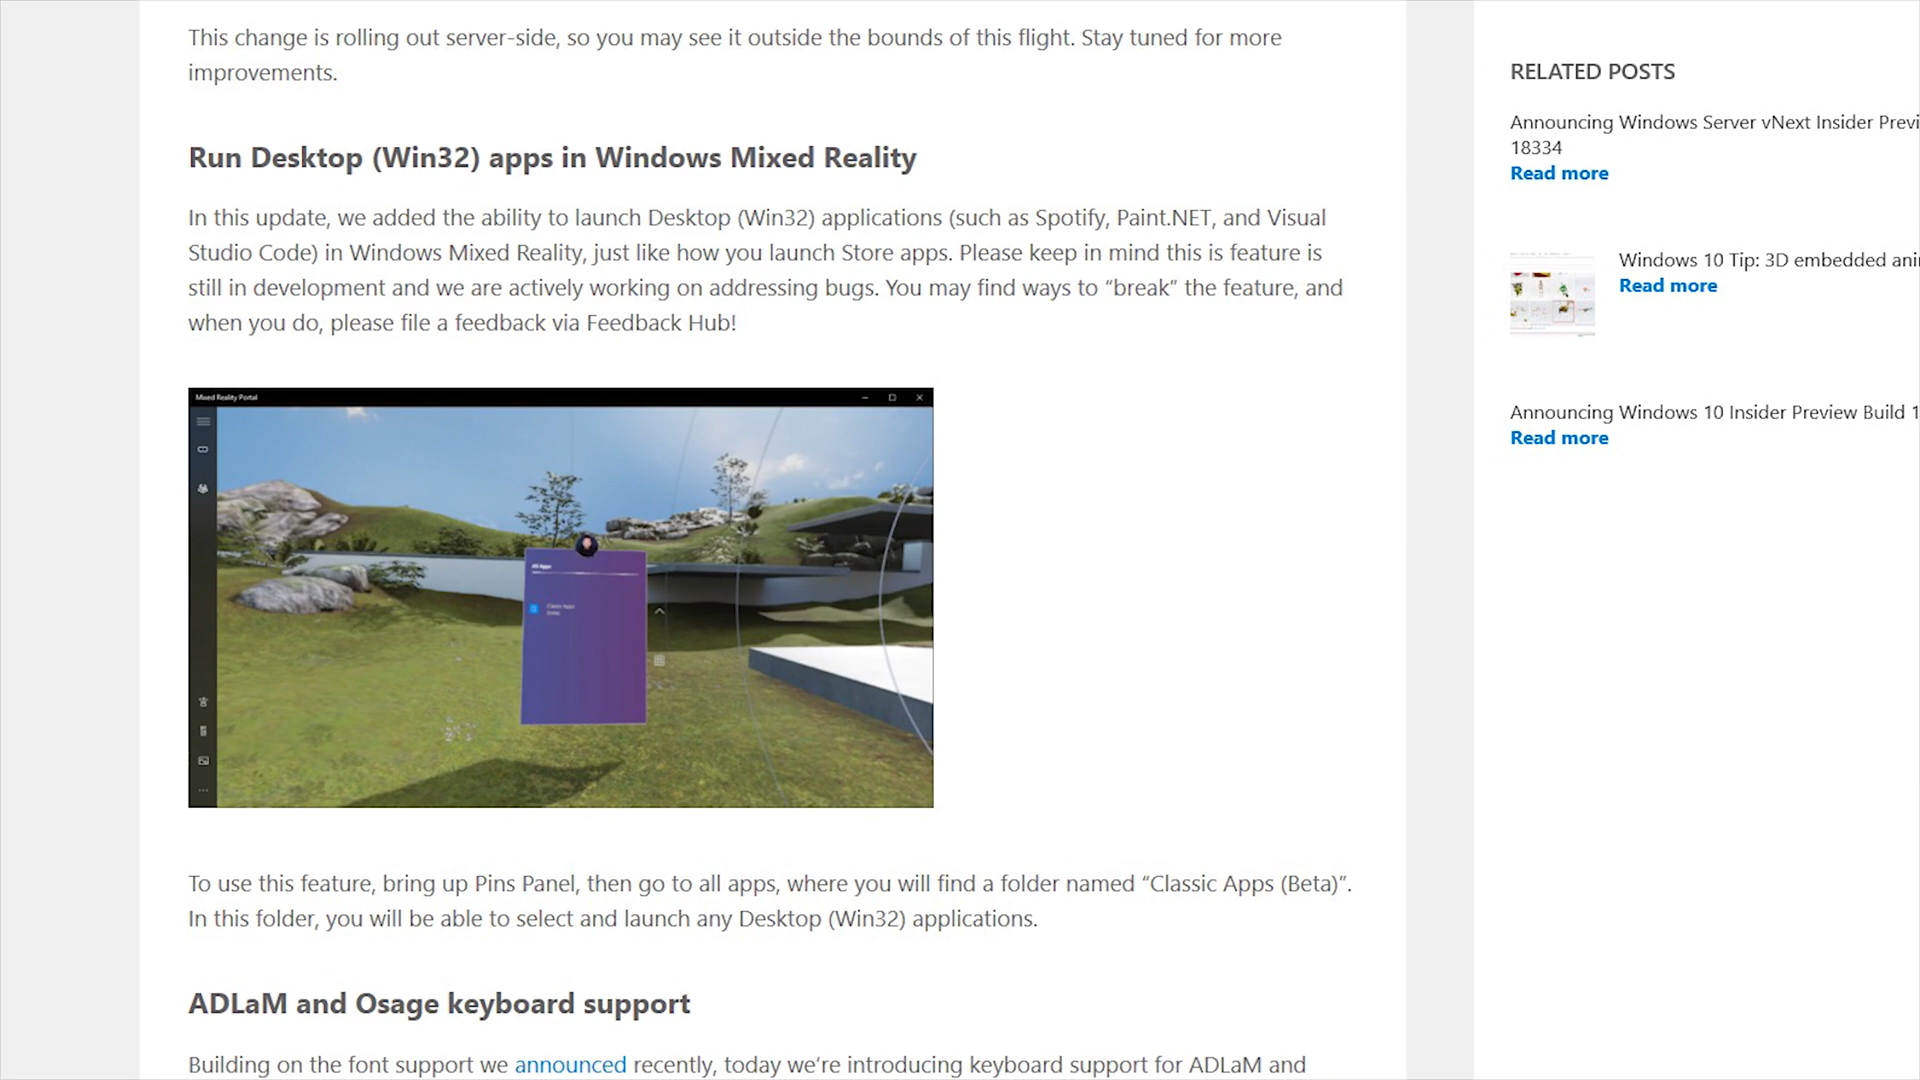 This change is rolling out server-side, so you may see it outside the bounds of this flight. Stay tuned for more
improvements.
Run Desktop (Win32) apps in Windows Mixed Reality
In this update, we added the ability to launch Desktop (Win32) applications (such as Spotify, Paint.NET, and Visual
Studio Code) in Windows Mixed Reality, just like how you launch Store apps. Please keep in mind this is feature is
still in development and we are actively working on addressing bugs. You may find ways to “break” the feature, and
when you do, please file a feedback via Feedback Hub!
Mixed Reality Portal
All Apps
Classic Apps
To use this feature, bring up Pins Panel, then go to all apps, where you will find a folder named “Classic Apps (Beta)”.
In this folder, you will be able to select and launch any Desktop (Win32) applications.
ADLaM and Osage keyboard support
Building on the font support we announced recently, today we’re introducing keyboard support for ADLaM and
RELATED POSTS
Announcing Windows Server vNext Insider Previ
18334
Read more
Windows 10 Tip: 3D embedded ani
Read more
Announcing Windows 10 Insider Preview Build 1
Read more